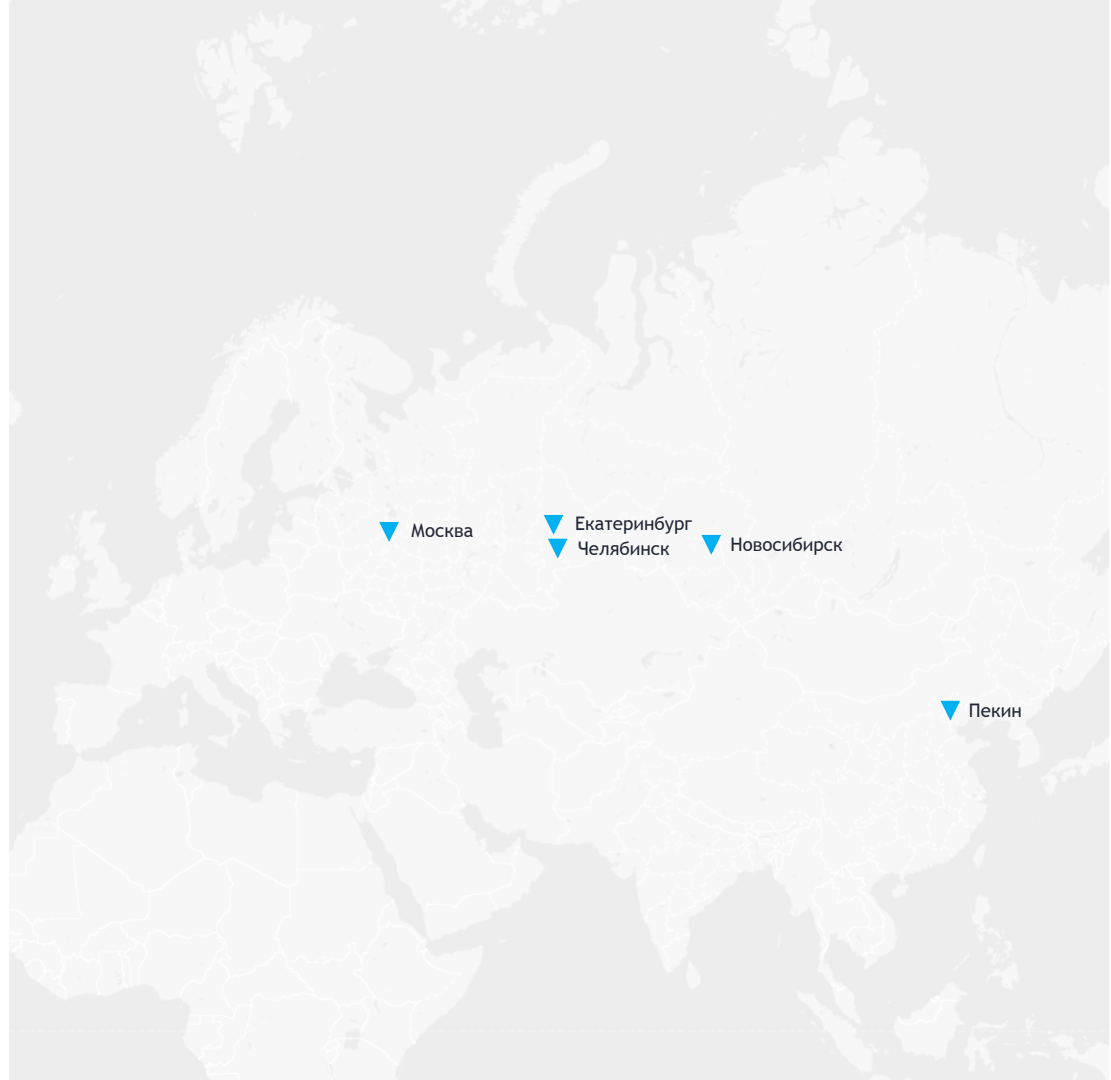 Москва
Екатеринбург
Челябинск
Новосибирск
Пекин